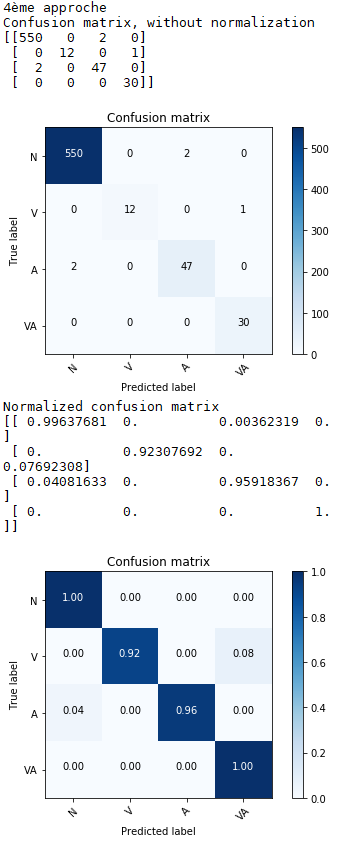 4ème approche
Confusion matrix, without normalization
[[550   0   2   0]
 [  0  12   0   1]
 [  2   0  47   0]
 [  0   0   0  30]]
Confusion matrix
N 550 0 2 0 500
V 0 12 0 1 400
300
A 2 0 47 0 200
100
VA 0 0 0 30 0
True label
N V A VA
Predicted label
Normalized confusion matrix
[[ 0.99637681  0.          0.00362319  0.
]
 [ 0.          0.92307692  0.
0.07692308]
 [ 0.04081633  0.          0.95918367  0.
]
 [ 0.          0.          0.          1.
]]
Confusion matrix
1.0
N 1.00 0.00 0.00 0.00
0.8
V 0.00 0.92 0.00 0.08
0.6
0.4
A 0.04 0.00 0.96 0.00
0.2
VA 0.00 0.00 0.00 1.00
0.0
True label
N V A VA
Predicted label